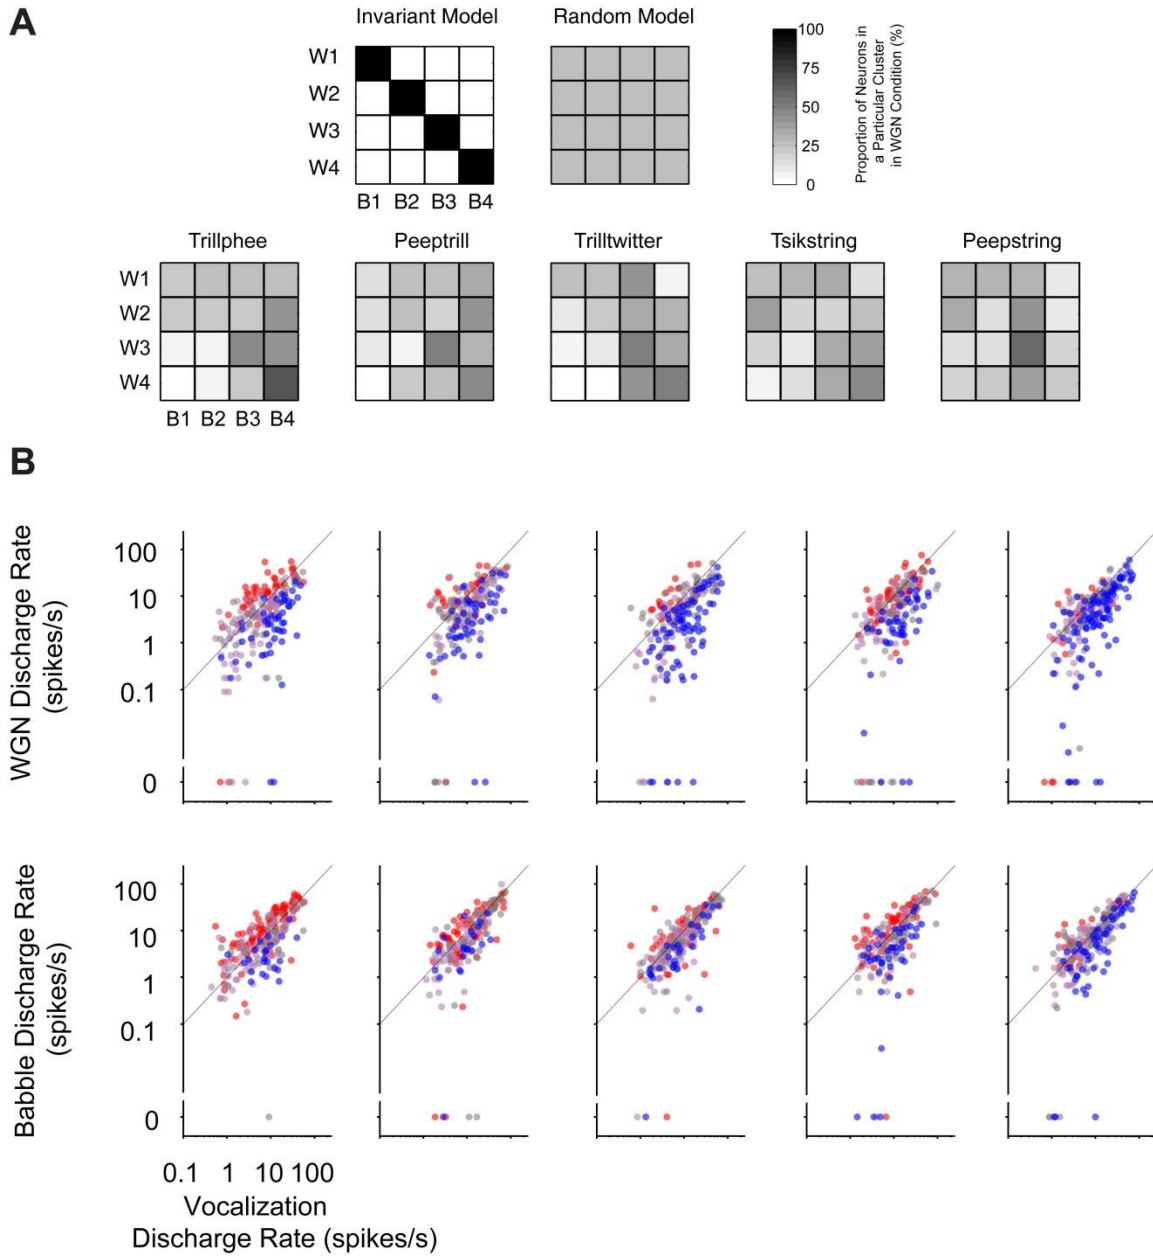 A
Invariant Model
Random Model
W1
W2
W3
W4
B1 B2 B3 B4
100
75
50
25
0
Proportion of Neurons in
a Particular Cluster
in WGN Condition (%)
Trillphee
Peeptrill
Trilltwitter
Tsikstring
Peepstring
W1
W2
W3
W4
B1 B2 B3 B4
B
WGN Discharge Rate
(spikes/s)
100
10
1
0.1
0
Babble Discharge Rate
(spikes/s)
100
10
1
0.1
0
0.1 1 10 100
Vocalization
Discharge Rate (spikes/s)